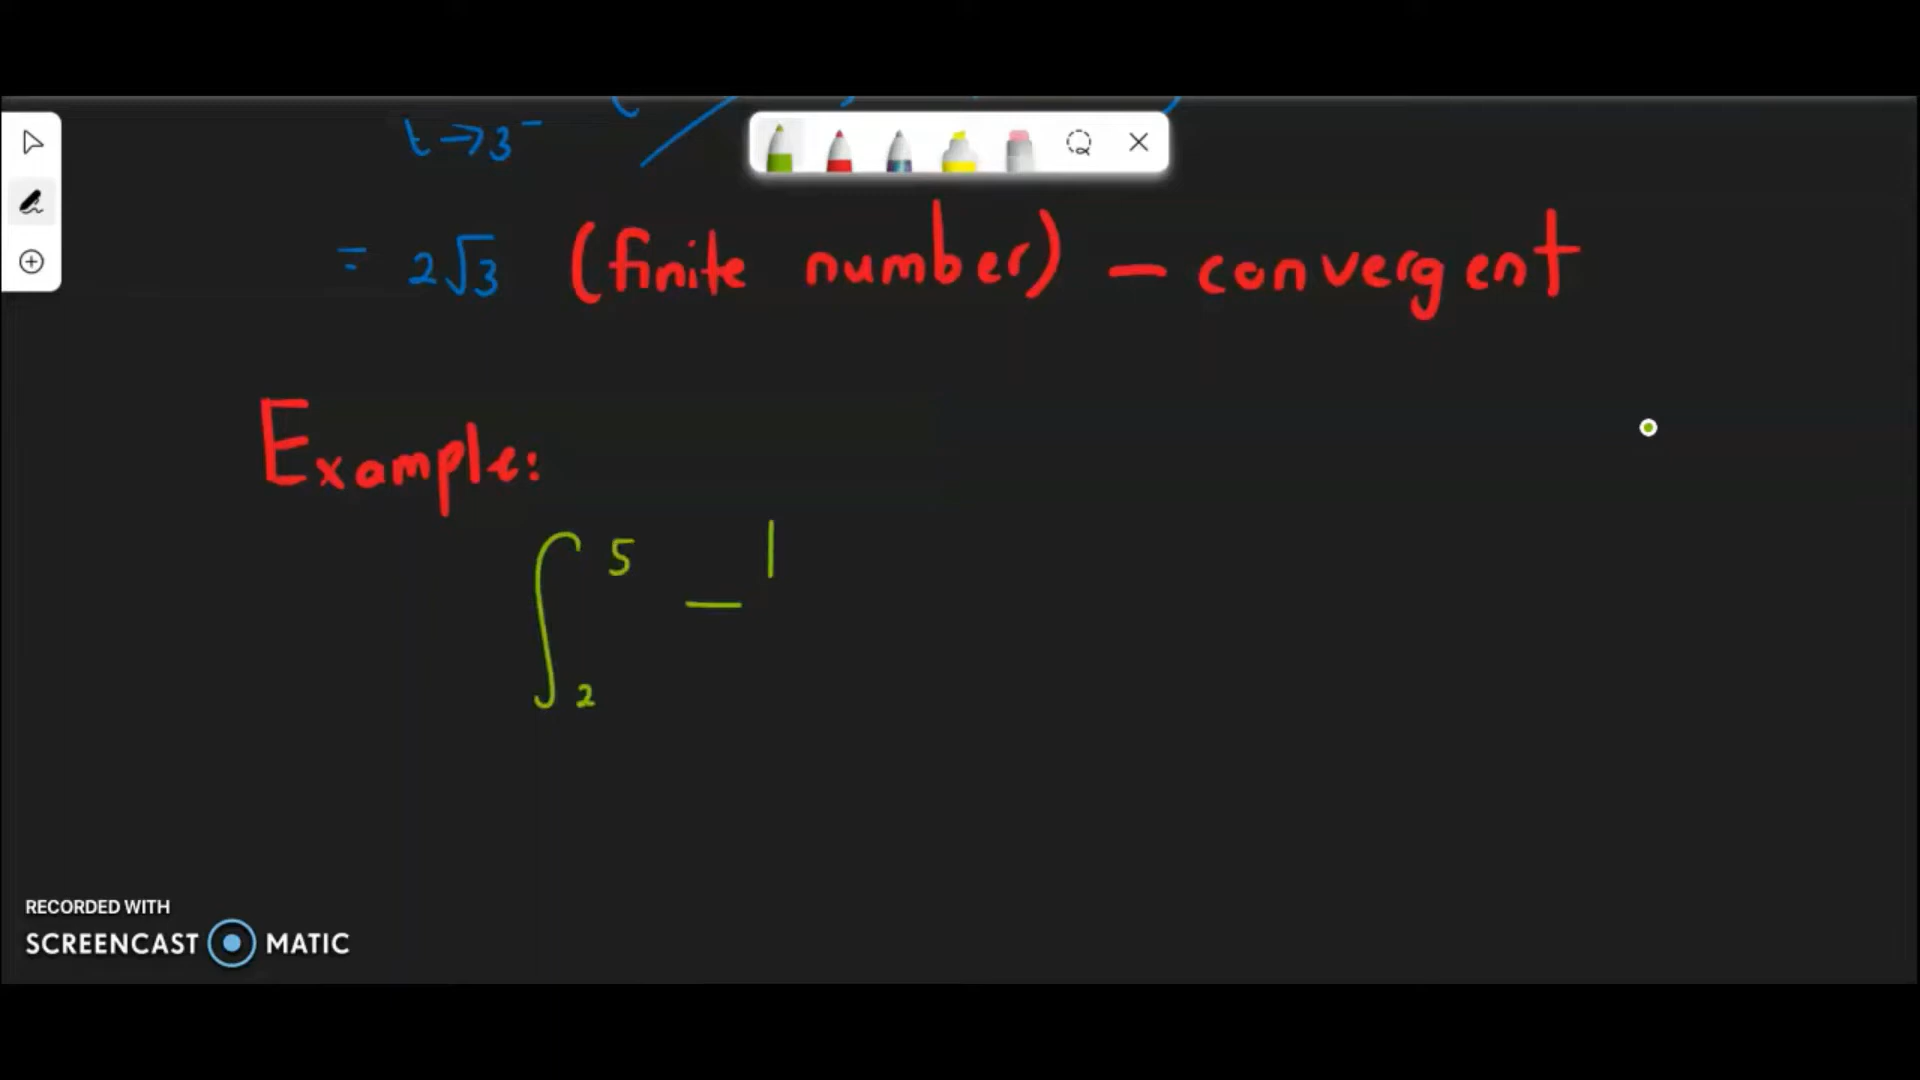 t→3⁻
= 2√3 (finite number) – convergent
Example:
∫₂⁵ – 1
RECORDED WITH
SCREENCAST MATIC